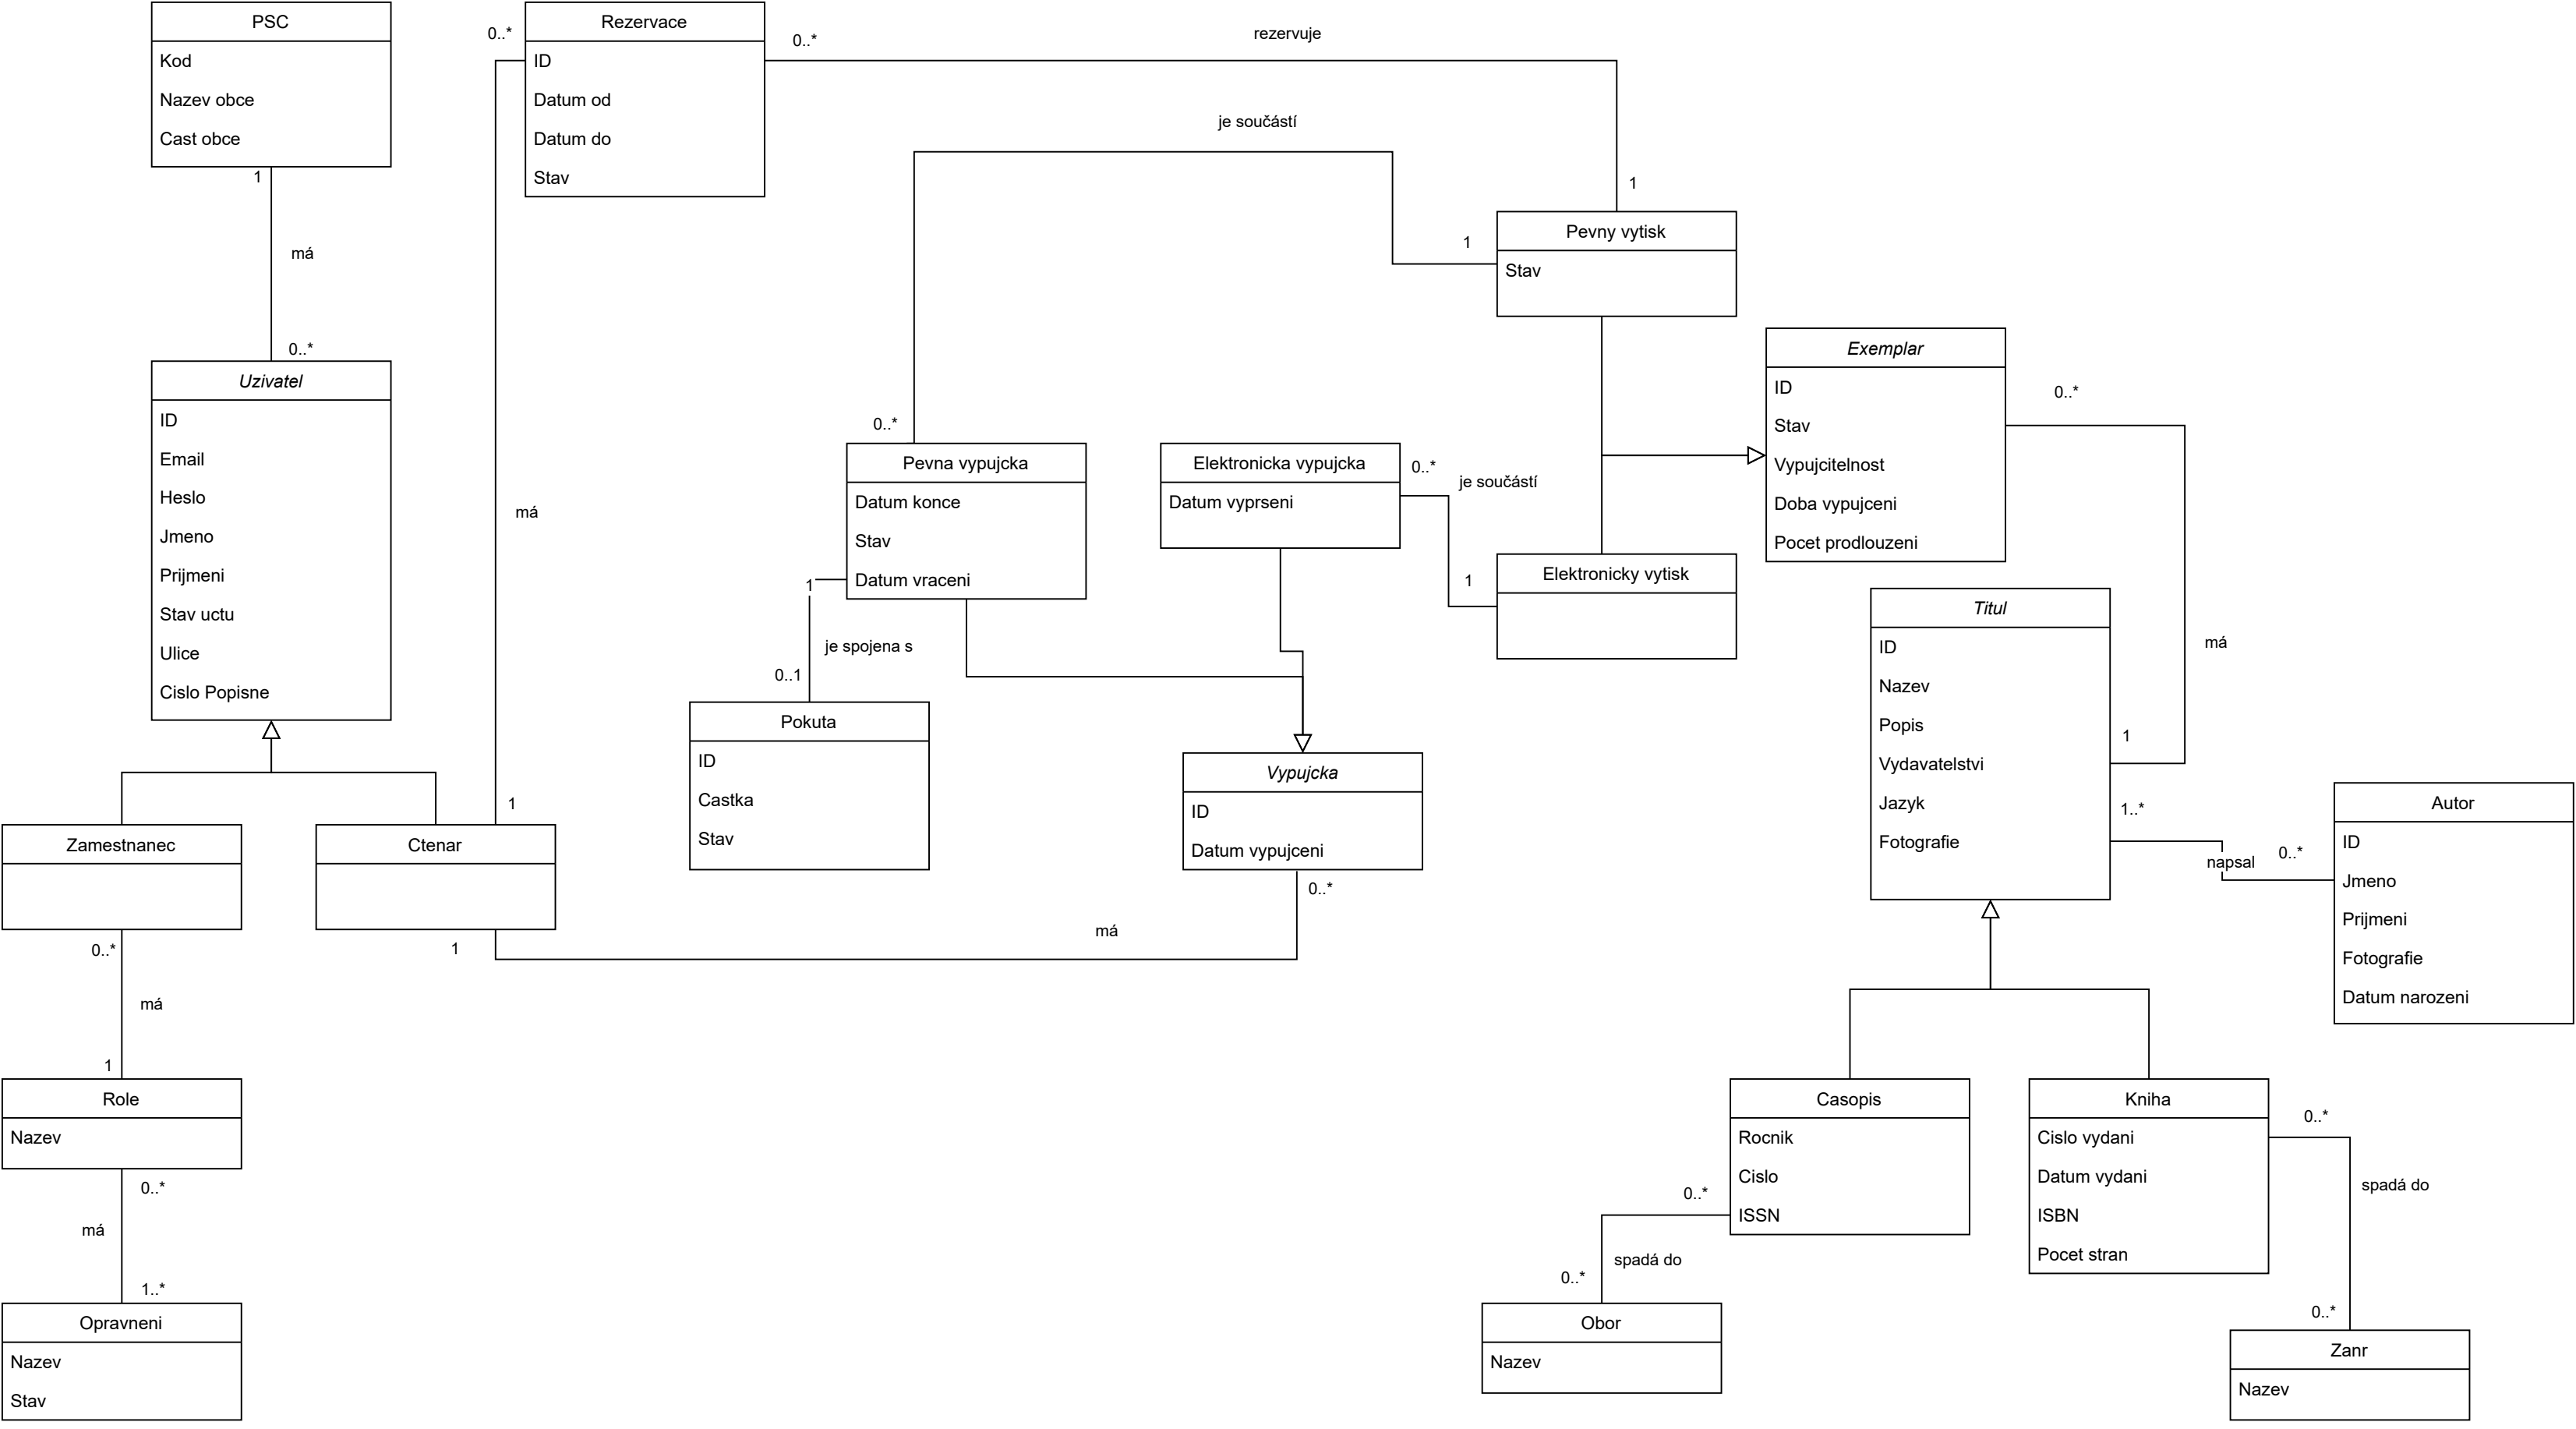 PSC
Kod
Nazev obce
Cast obce
1
má
0..*
Uzivatel
ID
Email
Heslo
Jmeno
Prijmeni
Stav uctu
Ulice
Cislo Popisne
Zamestnanec
0..*
má
1
Role
Nazev
0..*
má
1..*
Opravneni
Nazev
Stav
Ctenar
1
0..*
má
1
Rezervace
ID
Datum od
Datum do
Stav
0..*
rezervuje
1
je součástí
1
0..*
Pevny vytisk
Stav
Pevna vypujcka
Datum konce
Stav
Datum vraceni
1
je spojena s
0..1
Pokuta
ID
Castka
Stav
Elektronicka vypujcka
Datum vyprseni
0..*
je součástí
1
Elektronicky vytisk
Vypujcka
ID
Datum vypujceni
0..*
má
Exemplar
ID
Stav
Vypujcitelnost
Doba vypujceni
Pocet prodlouzeni
0..*
má
1
Titul
ID
Nazev
Popis
Vydavatelstvi
Jazyk
Fotografie
1..*
napsal
0..*
Autor
ID
Jmeno
Prijmeni
Fotografie
Datum narozeni
Casopis
Rocnik
Cislo
ISSN
0..*
spadá do
0..*
Obor
Nazev
Kniha
Cislo vydani
Datum vydani
ISBN
Pocet stran
0..*
spadá do
0..*
Zanr
Nazev